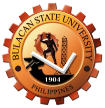 BULACAN STATE UNIVERSITY
1904
PHILIPPINES